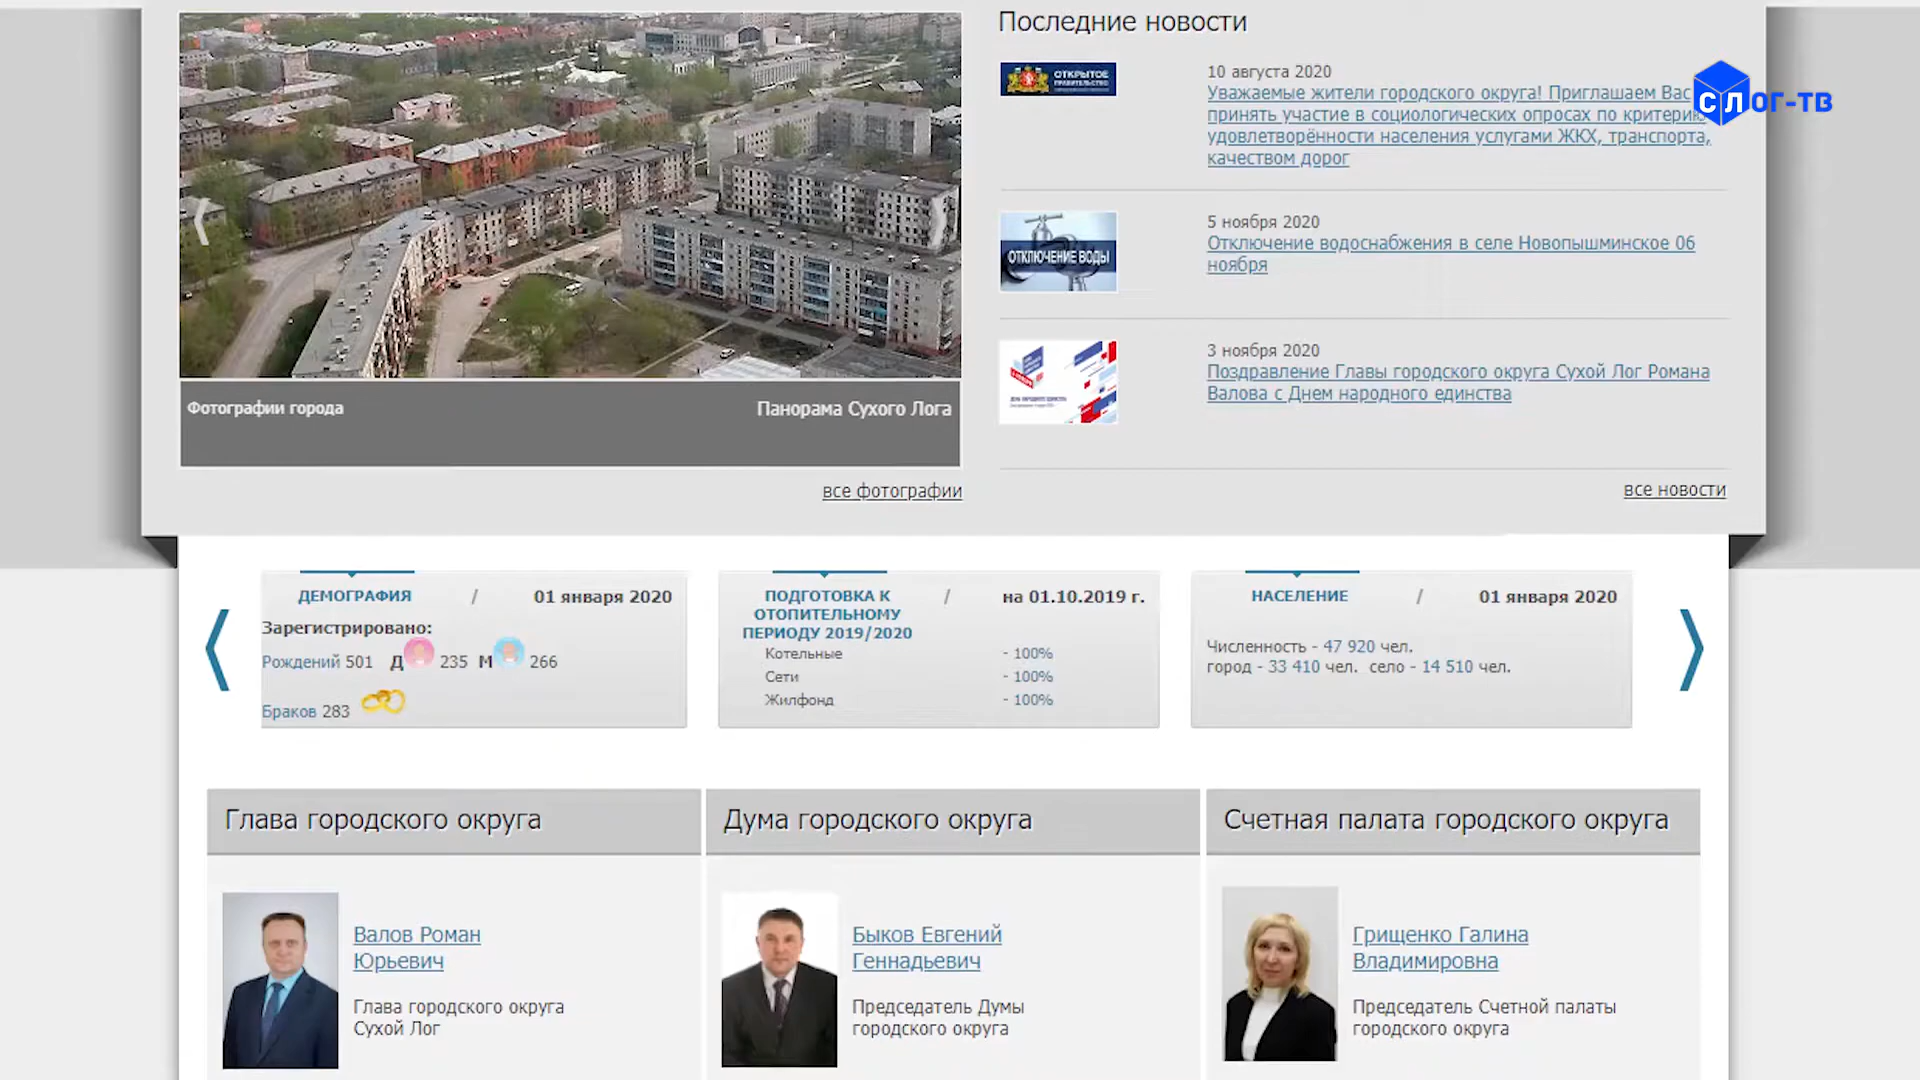 Последние новости
ОТКРЫТОЕ
ПРАВИТЕЛЬСТВО
10 августа 2020
Уважаемые жители городского округа! Приглашаем Вас
принять участие в социологических опросах по критерию
удовлетворённости населения услугами ЖКХ, транспорта,
качеством дорог
СЛОГ-ТВ
5 ноября 2020
Отключение водоснабжения в селе Новопышминское 06
ноября
ОТКЛЮЧЕНИЕ ВОДЫ
3 ноября 2020
Поздравление Главы городского округа Сухой Лог Романа
Валова с Днем народного единства
Фотографии города
Панорама Сухого Лога
все фотографии
все новости
ДЕМОГРАФИЯ / 01 января 2020
Зарегистрировано:
Рождений 501 Д 235 М 266
Браков 283
ПОДГОТОВКА К / на 01.10.2019 г.
ОТОПИТЕЛЬНОМУ
ПЕРИОДУ 2019/2020
Котельные - 100%
Сети - 100%
Жилфонд - 100%
НАСЕЛЕНИЕ / 01 января 2020
Численность - 47 920 чел.
город - 33 410 чел. село - 14 510 чел.
Глава городского округа
Валов Роман
Юрьевич
Глава городского округа
Сухой Лог
Дума городского округа
Быков Евгений
Геннадьевич
Председатель Думы
городского округа
Счетная палата городского округа
Грищенко Галина
Владимировна
Председатель Счетной палаты
городского округа